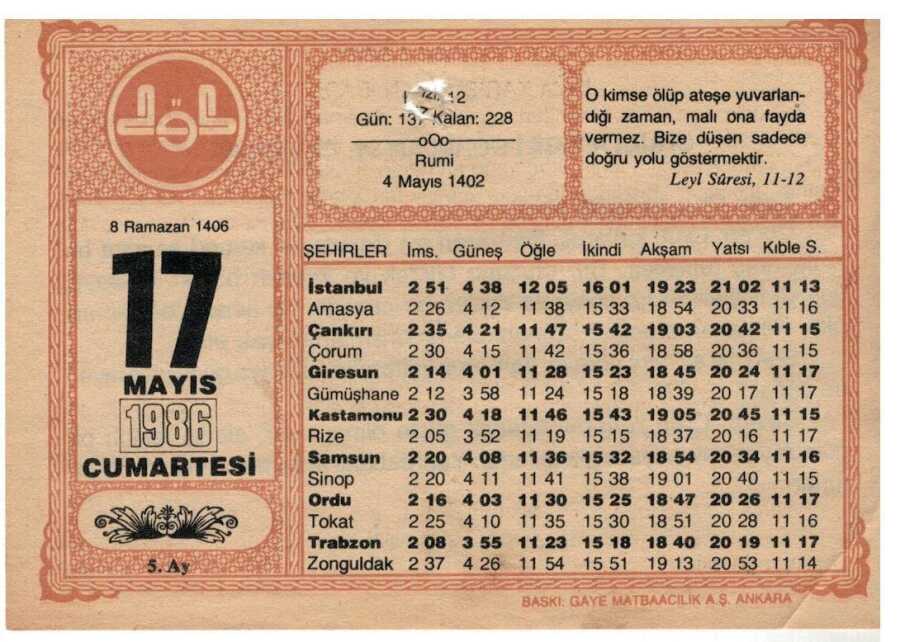 12
Gün: 137 Kalan: 228
oOo
Rumi
4 Mayıs 1402
O kimse ölüp ateşe yuvarlan-
dığı zaman, malı ona fayda
vermez. Bize düşen sadece
doğru yolu göstermektir.
Leyl Sûresi, 11-12
8 Ramazan 1406
17
MAYIS
1986
CUMARTESİ
5. Ay
ŞEHİRLER İms. Güneş Öğle İkindi Akşam Yatsı Kıble S.
İstanbul 2 51 4 38 12 05 16 01 19 23 21 02 11 13
Amasya 2 26 4 12 11 38 15 33 18 54 20 33 11 16
Çankırı 2 35 4 21 11 47 15 42 19 03 20 42 11 15
Çorum 2 30 4 15 11 42 15 36 18 58 20 36 11 15
Giresun 2 14 4 01 11 28 15 23 18 45 20 24 11 17
Gümüşhane 2 12 3 58 11 24 15 18 18 39 20 17 11 17
Kastamonu 2 30 4 18 11 46 15 43 19 05 20 45 11 15
Rize 2 05 3 52 11 19 15 15 18 37 20 16 11 17
Samsun 2 20 4 08 11 36 15 32 18 54 20 34 11 16
Sinop 2 20 4 11 11 41 15 38 19 01 20 40 11 15
Ordu 2 16 4 03 11 30 15 25 18 47 20 26 11 17
Tokat 2 25 4 10 11 35 15 30 18 51 20 28 11 16
Trabzon 2 08 3 55 11 23 15 18 18 40 20 19 11 17
Zonguldak 2 37 4 26 11 54 15 51 19 13 20 53 11 14
BASKI: GAYE MATBAACILIK A.Ş. ANKARA